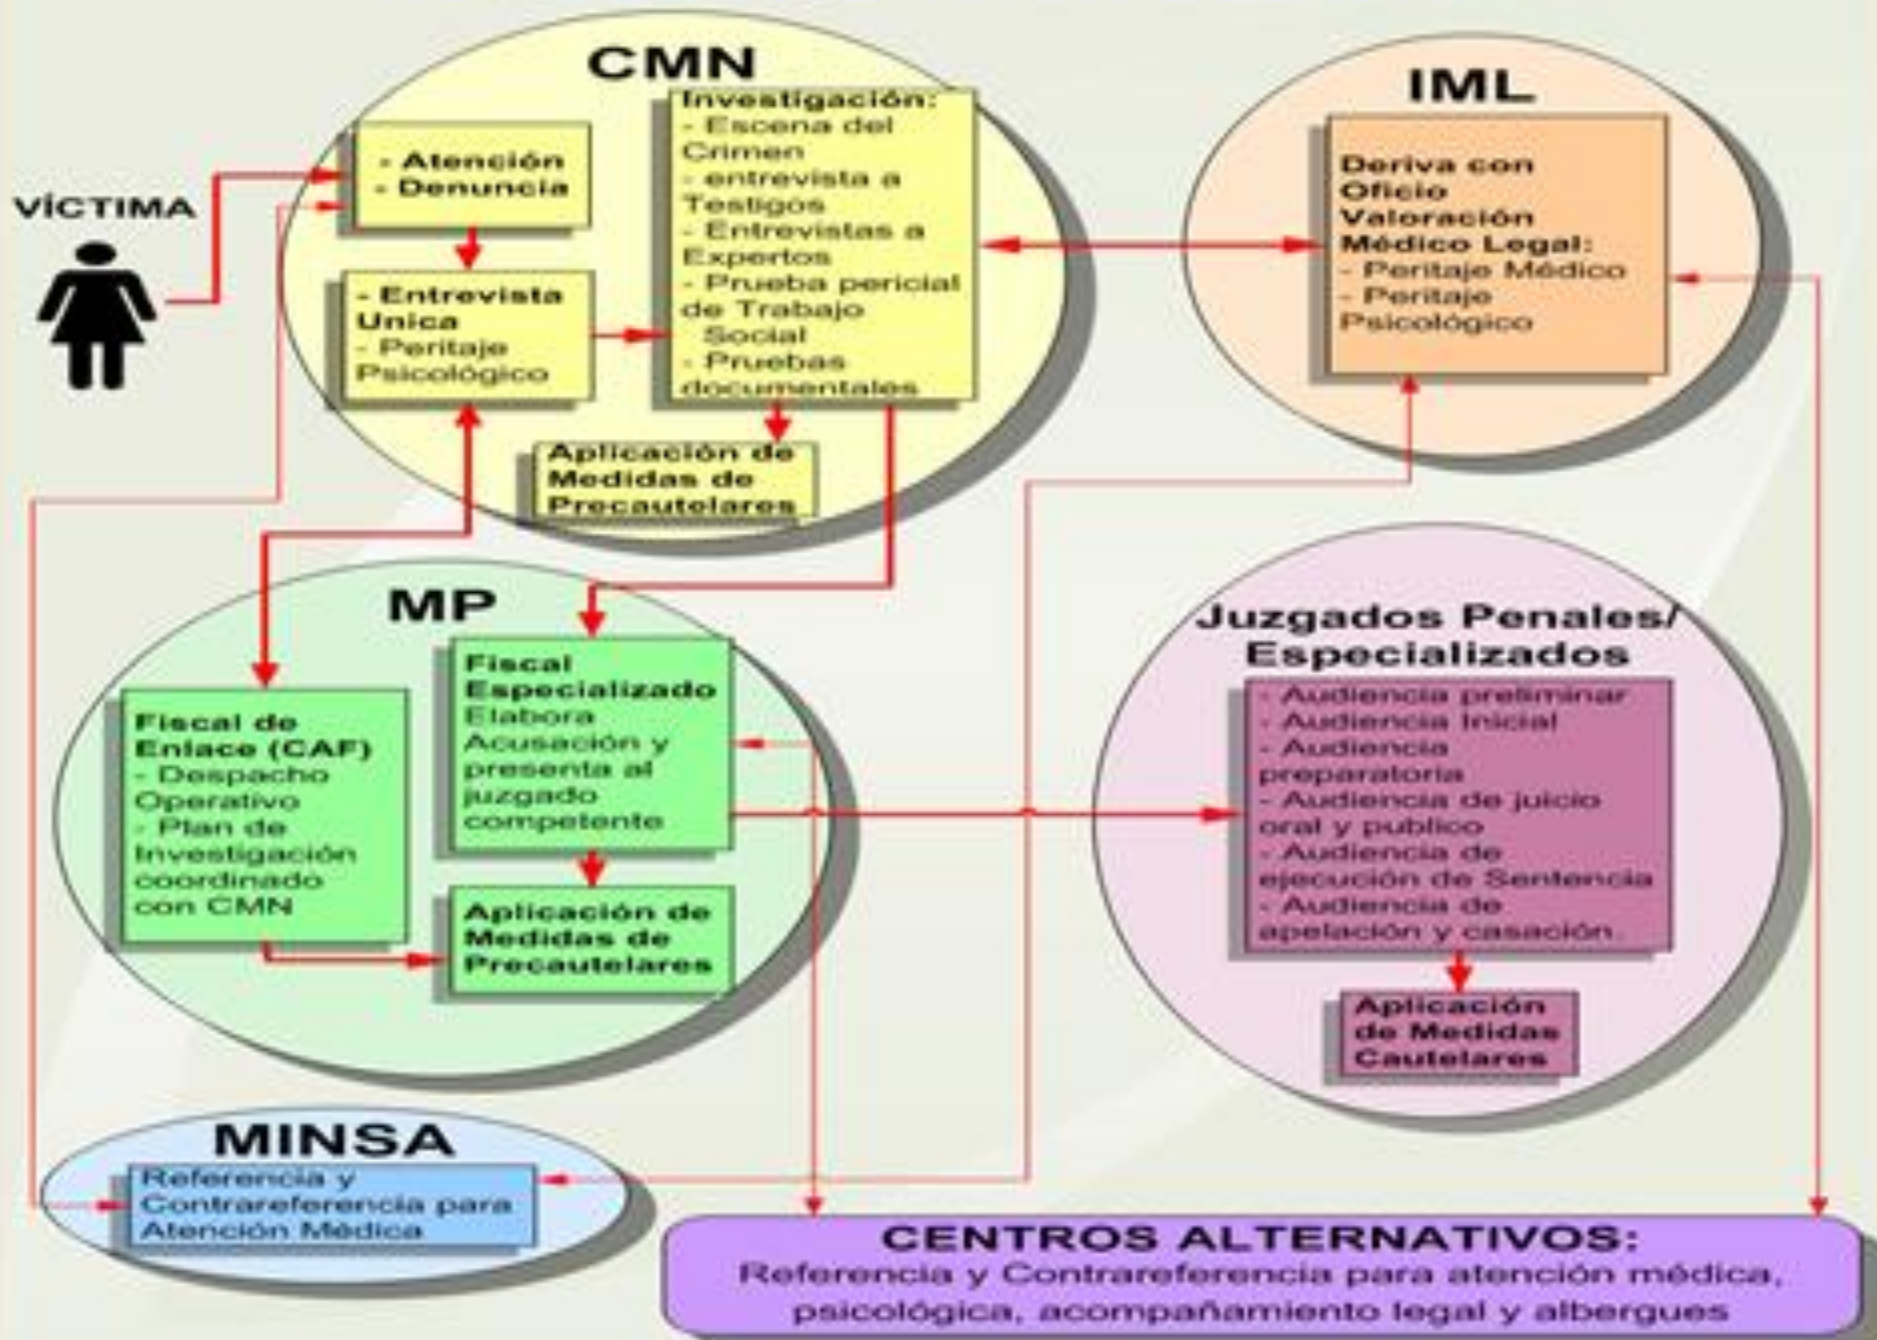 VÍCTIMA
CMN
- Atención
- Denuncia
- Entrevista
Unica
- Peritaje
Psicológico
Investigación:
- Escena del
Crimen
- entrevista a
Testigos
- Entrevistas a
Expertos
- Prueba pericial
de Trabajo
Social
- Pruebas
documentales
Aplicación de
Medidas de
Precautelares
IML
Deriva con
Oficio
Valoración
Médico Legal:
- Peritaje Médico
- Peritaje
Psicológico
MP
Fiscal de
Enlace (CAF)
- Despacho
Operativo
- Plan de
Investigación
coordinado
con CMN
Fiscal
Especializado
Elabora
Acusación y
presenta al
juzgado
competente
Aplicación de
Medidas de
Precautelares
Juzgados Penales/
Especializados
- Audiencia preliminar
- Audiencia Inicial
- Audiencia
preparatoria
- Audiencia de juicio
oral y publico
- Audiencia de
ejecución de Sentencia
- Audiencia de
apelación y casación.
Aplicación
de Medidas
Cautelares
MINSA
Referencia y
Contrareferencia para
Atención Médica
CENTROS ALTERNATIVOS:
Referencia y Contrareferencia para atención médica,
psicológica, acompañamiento legal y albergues